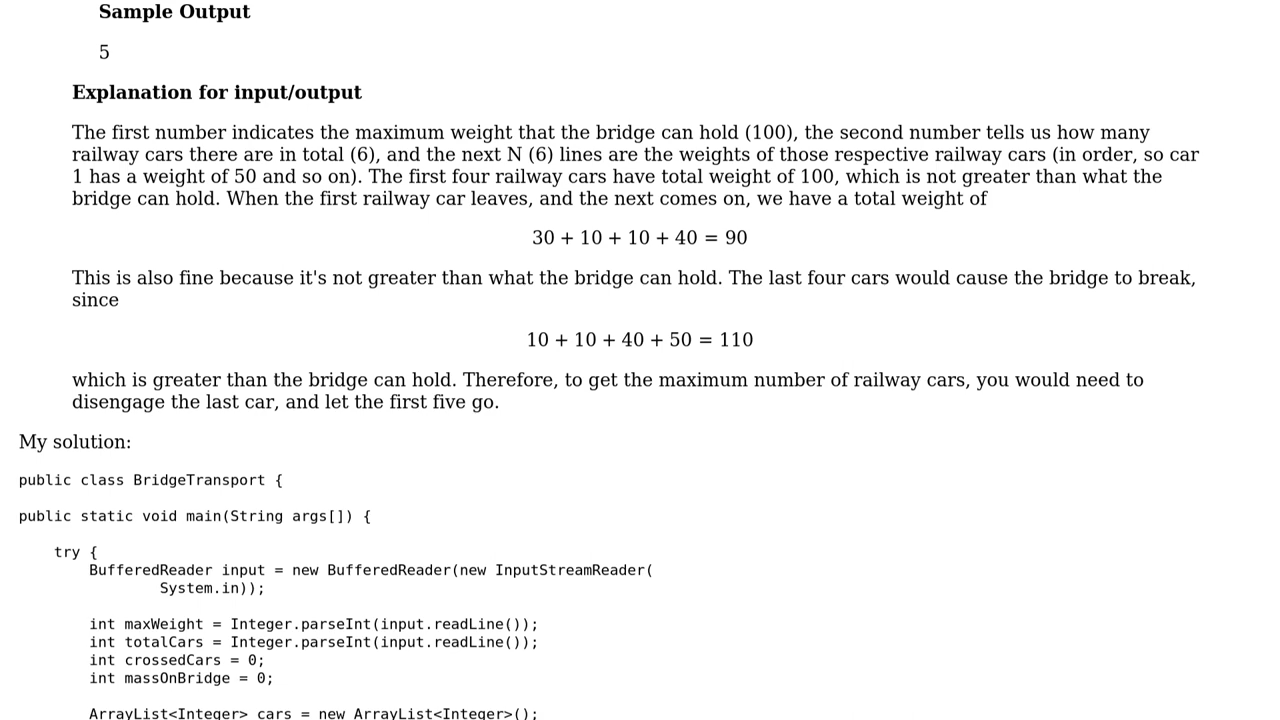 Sample Output
5
Explanation for input/output
The first number indicates the maximum weight that the bridge can hold (100), the second number tells us how many
railway cars there are in total (6), and the next N (6) lines are the weights of those respective railway cars (in order, so car
1 has a weight of 50 and so on). The first four railway cars have total weight of 100, which is not greater than what the
bridge can hold. When the first railway car leaves, and the next comes on, we have a total weight of
30 + 10 + 10 + 40 = 90
This is also fine because it's not greater than what the bridge can hold. The last four cars would cause the bridge to break,
since
10 + 10 + 40 + 50 = 110
which is greater than the bridge can hold. Therefore, to get the maximum number of railway cars, you would need to
disengage the last car, and let the first five go.
My solution:
public class BridgeTransport {
public static void main(String args[]) {
try {
BufferedReader input = new BufferedReader(new InputStreamReader(
System.in));
int maxWeight = Integer.parseInt(input.readLine());
int totalCars = Integer.parseInt(input.readLine());
int crossedCars = 0;
int massOnBridge = 0;
ArrayList<Integer> cars = new ArrayList<Integer>();